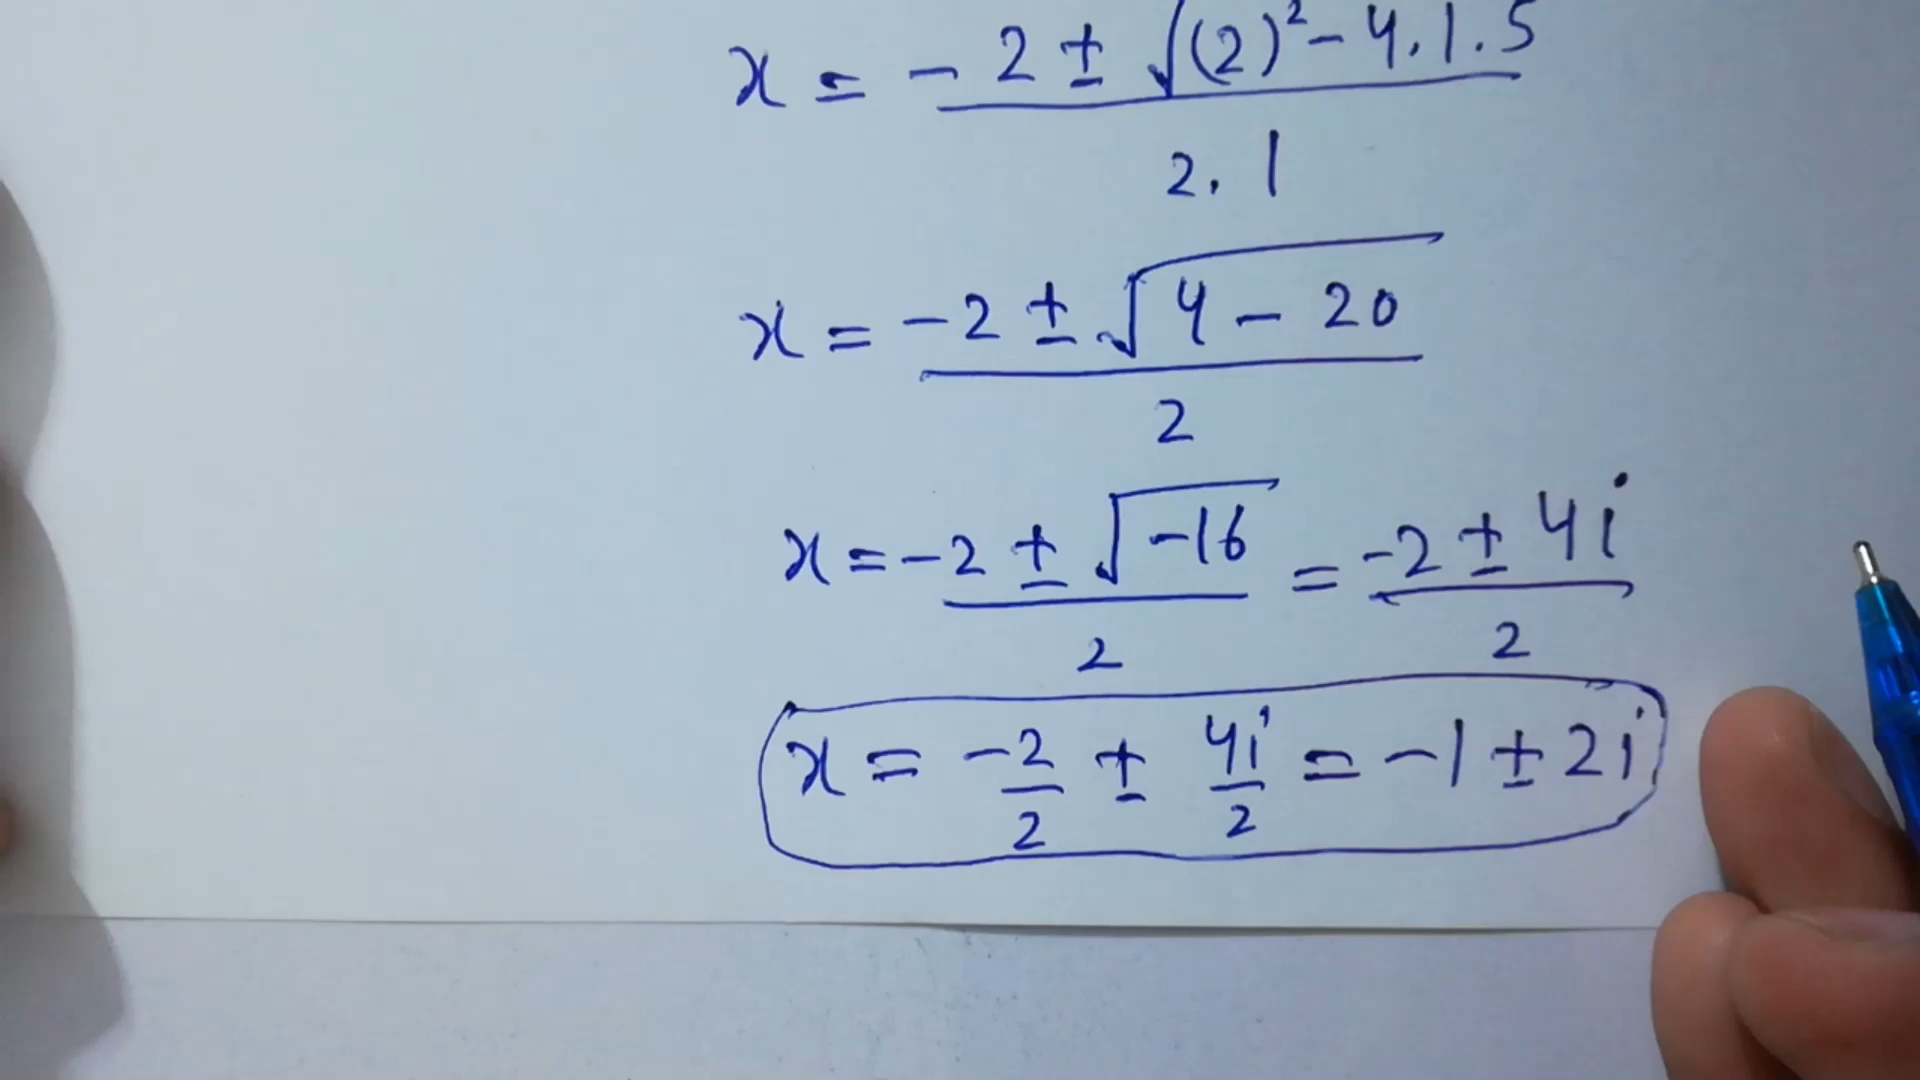 x = -2 ± √(2)² - 4.1.5 / 2.1
x = -2 ± √4 - 20 / 2
x = -2 ± √-16 / 2 = -2 ± 4i / 2
x = -2/2 ± 4i/2 = -1 ± 2i